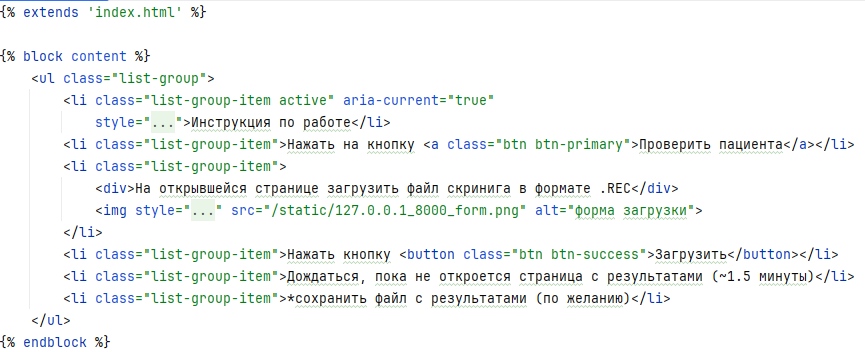 {% extends 'index.html' %}
{% block content %}
<ul class="list-group">
<li class="list-group-item active" aria-current="true"
style="...">Инструкция по работе</li>
<li class="list-group-item">Нажать на кнопку <a class="btn btn-primary">Проверить пациента</a></li>
<li class="list-group-item">
<div>На открывшейся странице загрузить файл скринига в формате .REC</div>
<img style="..." src="/static/127.0.0.1_8000_form.png" alt="форма загрузки">
</li>
<li class="list-group-item">Нажать кнопку <button class="btn btn-success">Загрузить</button></li>
<li class="list-group-item">Дождаться, пока не откроется страница с результатами (~1.5 минуты)</li>
<li class="list-group-item">*сохранить файл с результатами (по желанию)</li>
</ul>
{% endblock %}